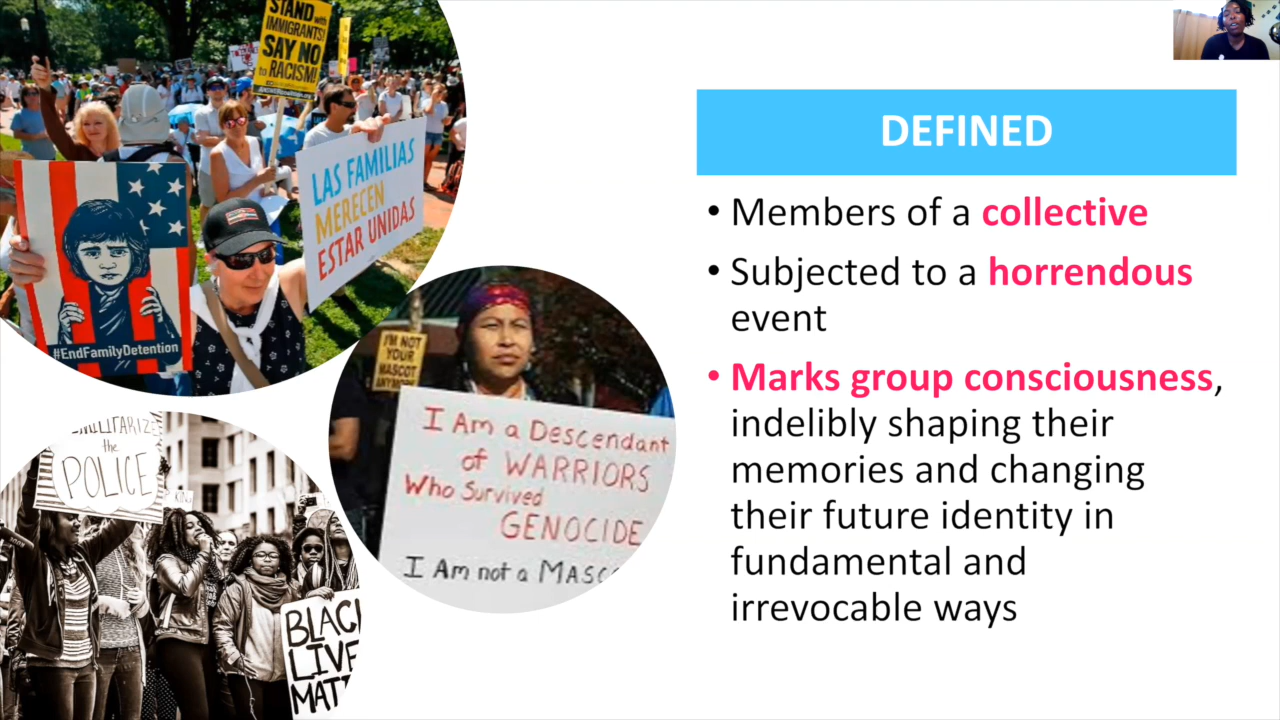 STAND with
IMMIGRANTS!
SAY NO
to RACISM!
LAS FAMILIAS
MERECEN
ESTAR UNIDAS
#EndFamilyDetention
I'M NOT
YOUR
MASCOT
ANYMORE
I Am a Descendant
of WARRIORS
Who Survived
GENOCIDE
I Am not a MASC
the
POLICE
BLAC
LIVE
MAT
DEFINED
• Members of a collective
• Subjected to a horrendous
event
• Marks group consciousness,
indelibly shaping their
memories and changing
their future identity in
fundamental and
irrevocable ways